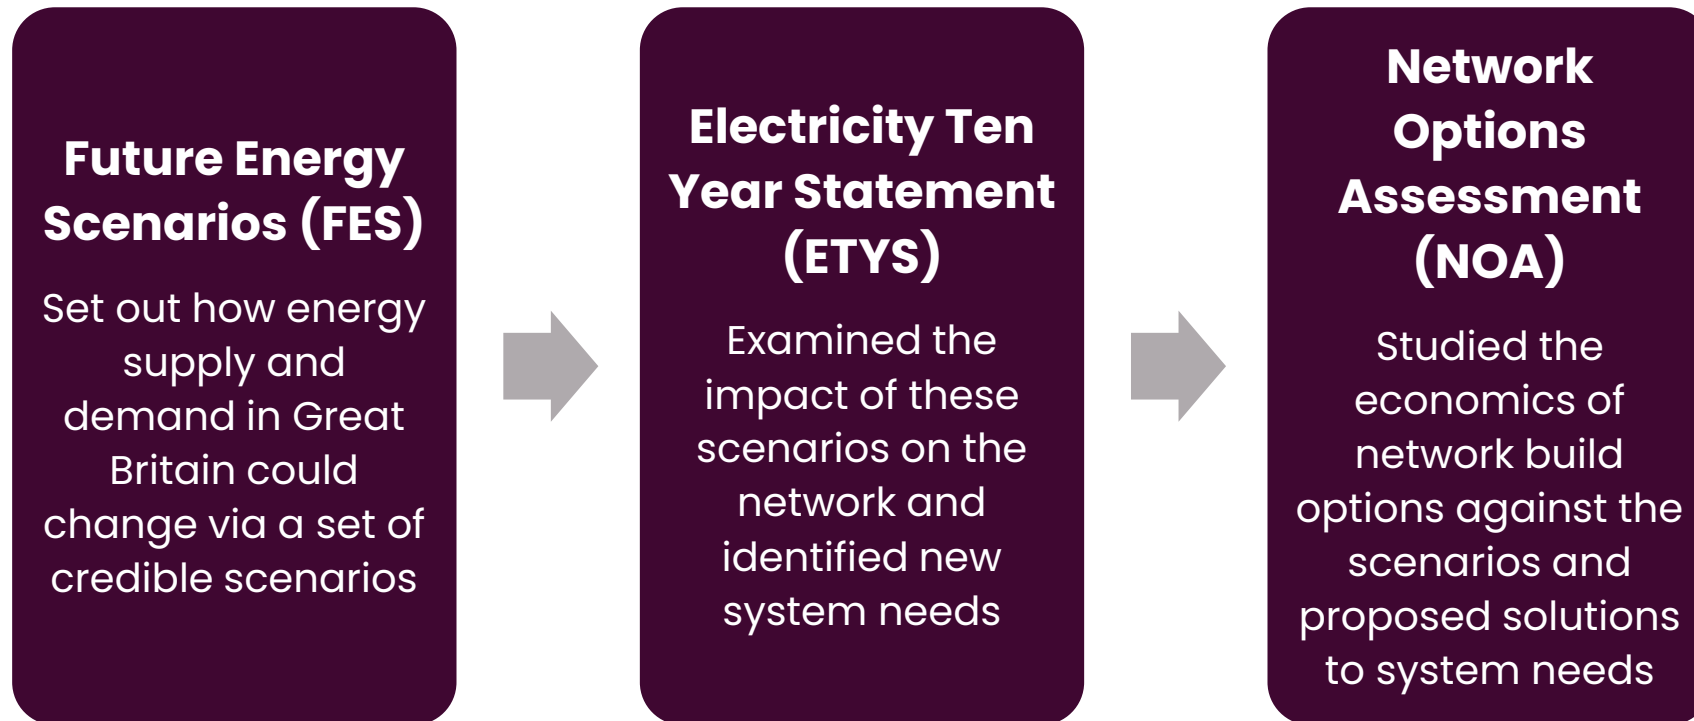 Future Energy
Scenarios (FES)
Set out how energy
supply and
demand in Great
Britain could
change via a set of
credible scenarios
Electricity Ten
Year Statement
(ETYS)
Examined the
impact of these
scenarios on the
network and
identified new
system needs
Network
Options
Assessment
(NOA)
Studied the
economics of
network build
options against the
scenarios and
proposed solutions
to system needs